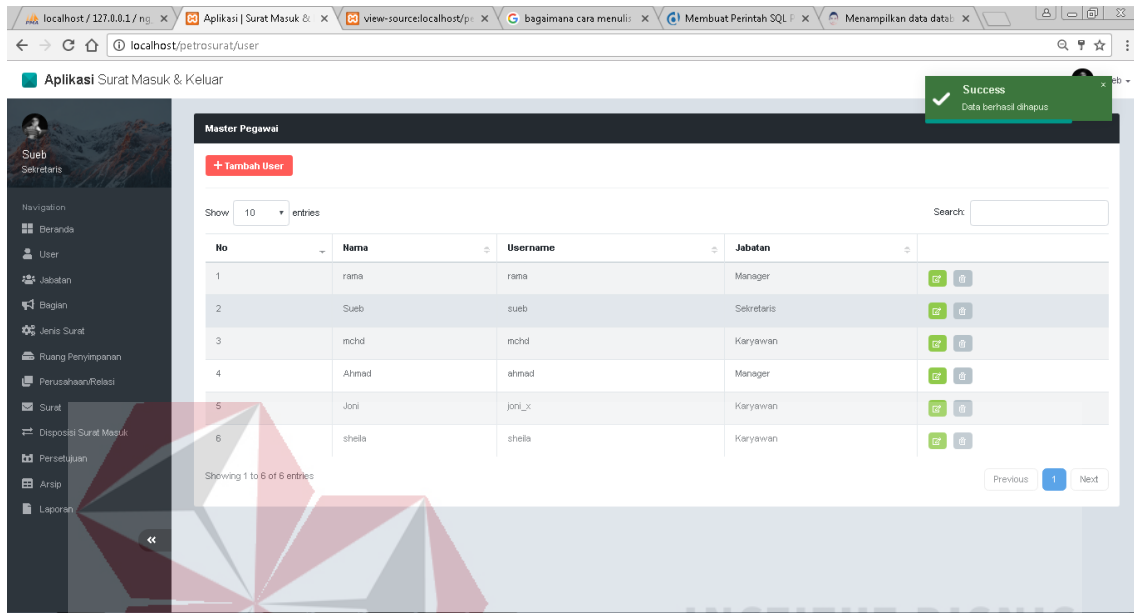 localhost / 127.0.0.1 / ng
Aplikasi | Surat Masuk &
view-source:localhost/pe
bagaimana cara menulis
Membuat Perintah SQL
Menampilkan data datab
localhost/petrosurat/user
Aplikasi Surat Masuk & Keluar
eb
Success
Data berhasil dihapus
Sueb
Sekretaris
Navigation
Beranda
User
Jabatan
Bagian
Jenis Surat
Ruang Penyimpanan
Perusahaan/Relasi
Surat
Disposisi Surat Masuk
Persetujuan
Arsip
Laporan
Master Pegawai
+ Tambah User
Show 10 entries
Search:
No Nama Username Jabatan
1 rama rama Manager
2 Sueb sueb Sekretaris
3 mchd mchd Karyawan
4 Ahmad ahmad Manager
5 Joni joni_x Karyawan
6 sheila sheila Karyawan
Showing 1 to 6 of 6 entries
Previous 1 Next